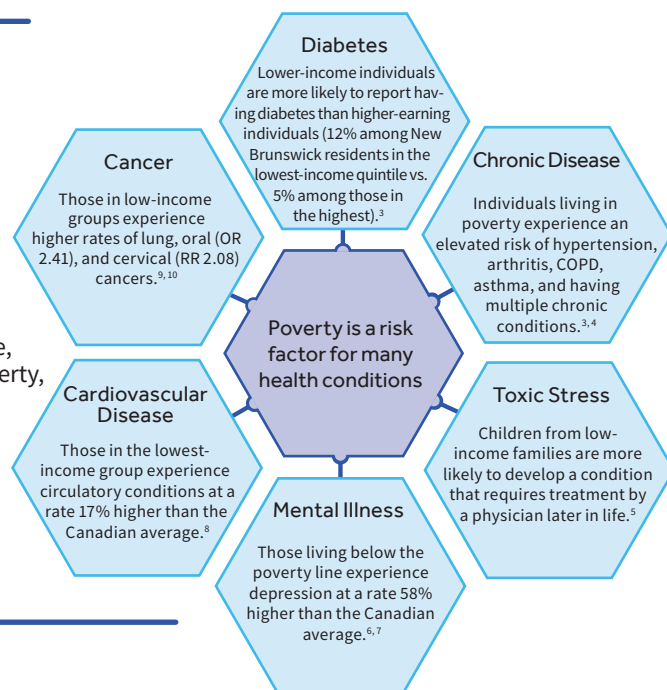 Diabetes
Lower-income individuals
are more likely to report hav-
ing diabetes than higher-earning
individuals (12% among New
Brunswick residents in the
lowest-income quintile vs.
5% among those in
the highest).³
Cancer
Those in low-income
groups experience
higher rates of lung, oral (OR
2.41), and cervical (RR 2.08)
cancers.⁹,¹⁰
Chronic Disease
Individuals living in
poverty experience an
elevated risk of hypertension,
arthritis, COPD,
asthma, and having
multiple chronic
conditions.³,⁴
Poverty is a risk
factor for many
health conditions
e,
erty,
Cardiovascular
Disease
Those in the lowest-
income group experience
circulatory conditions at a
rate 17% higher than the
Canadian average.⁸
Toxic Stress
Children from low-
income families are more
likely to develop a condition
that requires treatment by
a physician later in life.⁵
Mental Illness
Those living below the
poverty line experience
depression at a rate 58%
higher than the Canadian
average.⁶,⁷